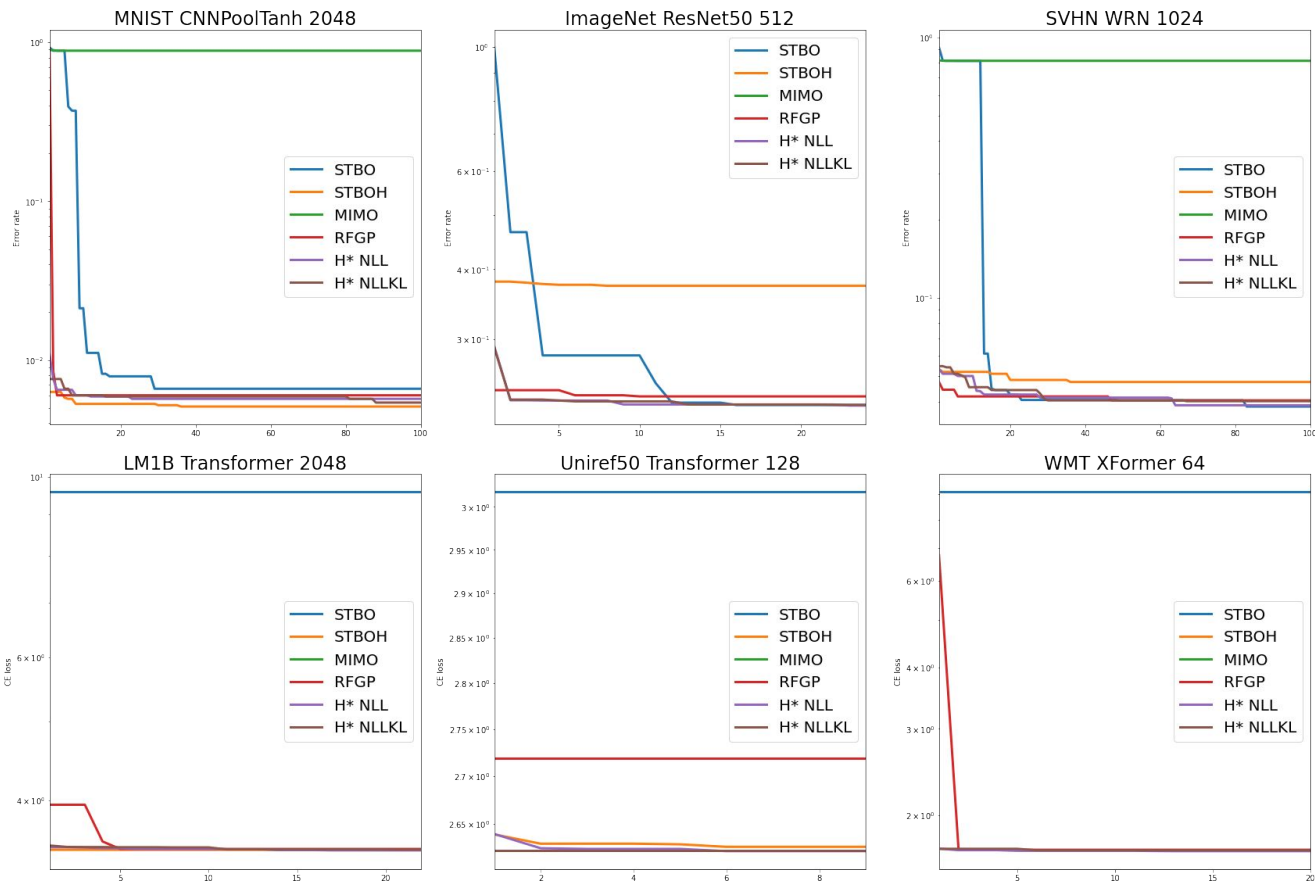 MNIST CNNPoolTanh 2048
10⁰
10⁻¹
10⁻²
Error rate
STBO
STBOH
MIMO
RFGP
H* NLL
H* NLLKL
20
40
60
80
100
ImageNet ResNet50 512
10⁰
6 × 10⁻¹
4 × 10⁻¹
3 × 10⁻¹
Error rate
STBO
STBOH
MIMO
RFGP
H* NLL
H* NLLKL
5
10
15
20
SVHN WRN 1024
10⁰
10⁻¹
Error rate
STBO
STBOH
MIMO
RFGP
H* NLL
H* NLLKL
20
40
60
80
100
LM1B Transformer 2048
10¹
6 × 10⁰
4 × 10⁰
CE loss
STBO
STBOH
MIMO
RFGP
H* NLL
H* NLLKL
5
10
15
20
Uniref50 Transformer 128
3 × 10⁰
2.95 × 10⁰
2.9 × 10⁰
2.85 × 10⁰
2.8 × 10⁰
2.75 × 10⁰
2.7 × 10⁰
2.65 × 10⁰
CE loss
STBO
STBOH
MIMO
RFGP
H* NLL
H* NLLKL
2
4
6
8
WMT XFormer 64
6 × 10⁰
4 × 10⁰
3 × 10⁰
2 × 10⁰
CE loss
STBO
STBOH
MIMO
RFGP
H* NLL
H* NLLKL
5
10
15
20